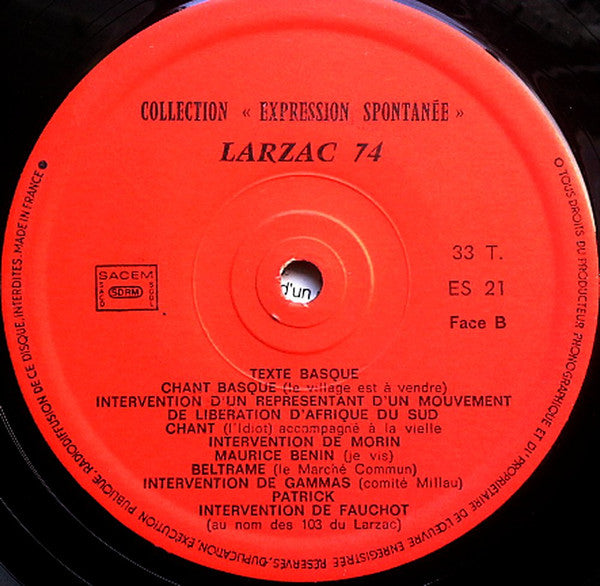 COLLECTION « EXPRESSION SPONTANÉE »
LARZAC 74
33 T.
ES 21
Face B
SACEM
SACD
SDRM
SGDL
d'un
TEXTE BASQUE
CHANT BASQUE (le village est à vendre)
INTERVENTION D'UN REPRESENTANT D'UN MOUVEMENT
DE LIBERATION D'AFRIQUE DU SUD
CHANT (l'Idiot) accompagné à la vielle
INTERVENTION DE MORIN
MAURICE BENIN (je vis)
BELTRAME (le Marché Commun)
INTERVENTION DE GAMMAS (comité Millau)
PATRICK
INTERVENTION DE FAUCHOT
(au nom des 103 du Larzac)
TOUS DROITS DU PRODUCTEUR PHONOGRAPHIQUE ET DU PROPRIETAIRE DE L'ŒUVRE ENREGISTREE RESERVES. DUPLICATION, EXECUTION PUBLIQUE, RADIODIFFUSION DE CE DISQUE, INTERDITES. MADE IN FRANCE